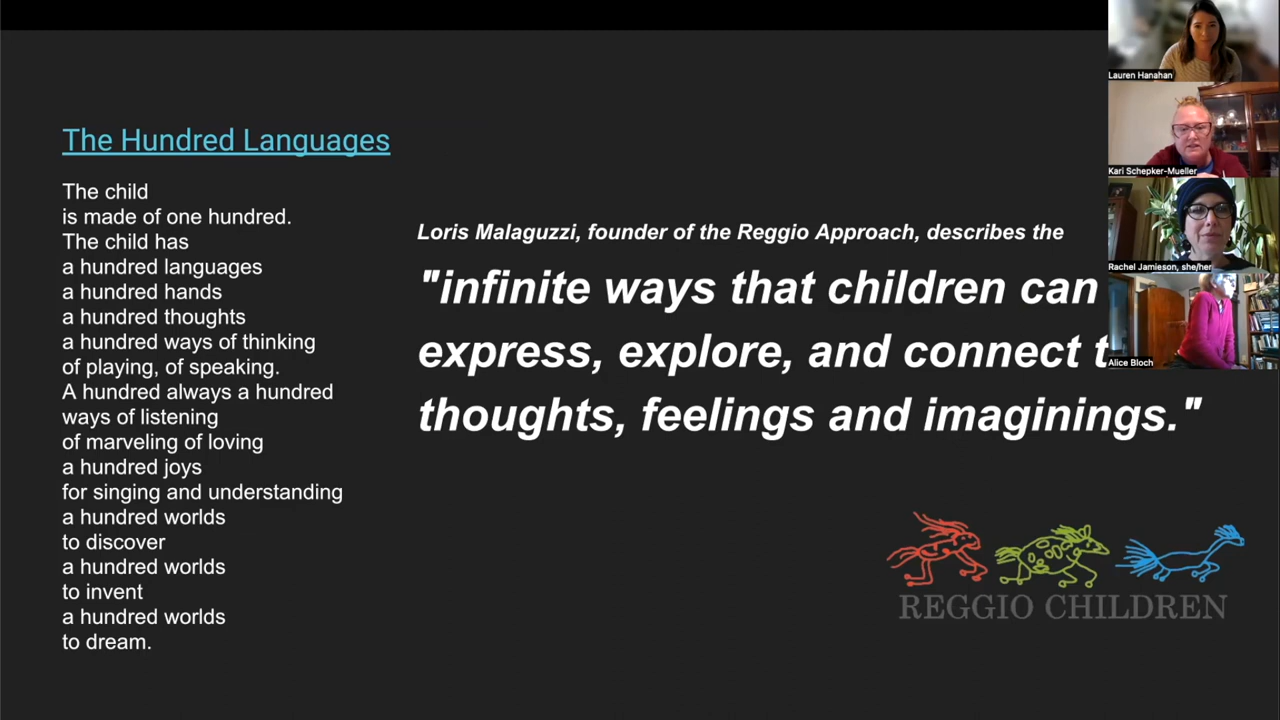 The Hundred Languages
The child
is made of one hundred.
The child has
a hundred languages
a hundred hands
a hundred thoughts
a hundred ways of thinking
of playing, of speaking.
A hundred always a hundred
ways of listening
of marveling of loving
a hundred joys
for singing and understanding
a hundred worlds
to discover
a hundred worlds
to invent
a hundred worlds
to dream.
Loris Malaguzzi, founder of the Reggio Approach, describes the
"infinite ways that children can
express, explore, and connect
thoughts, feelings and imaginings."
REGGIO CHILDREN
Lauren Hanahan
Kari Schepker-Mueller
Rachel Jamieson, she/her
Alice Bloch